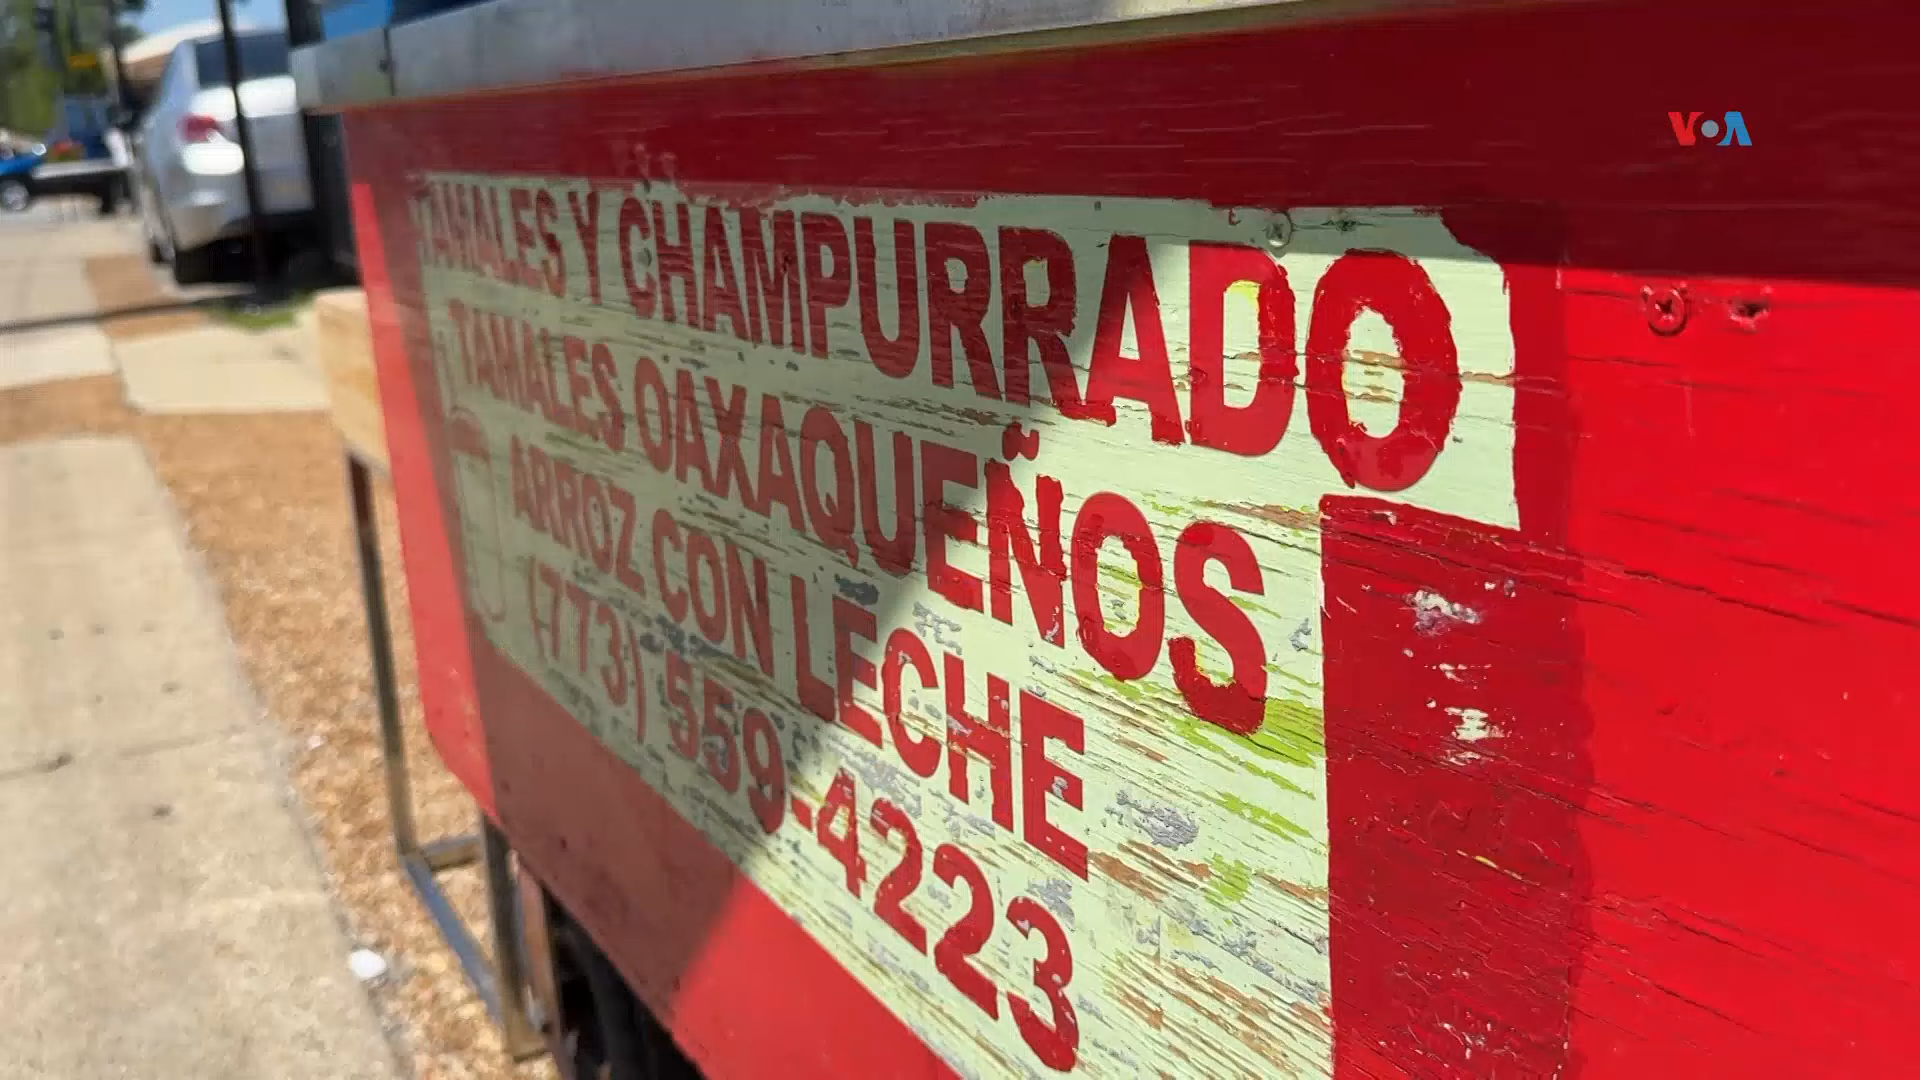 VOA
TAMALES Y CHAMPURRADO
TAMALES OAXAQUEÑOS
ARROZ CON LECHE
(773) 559-4223